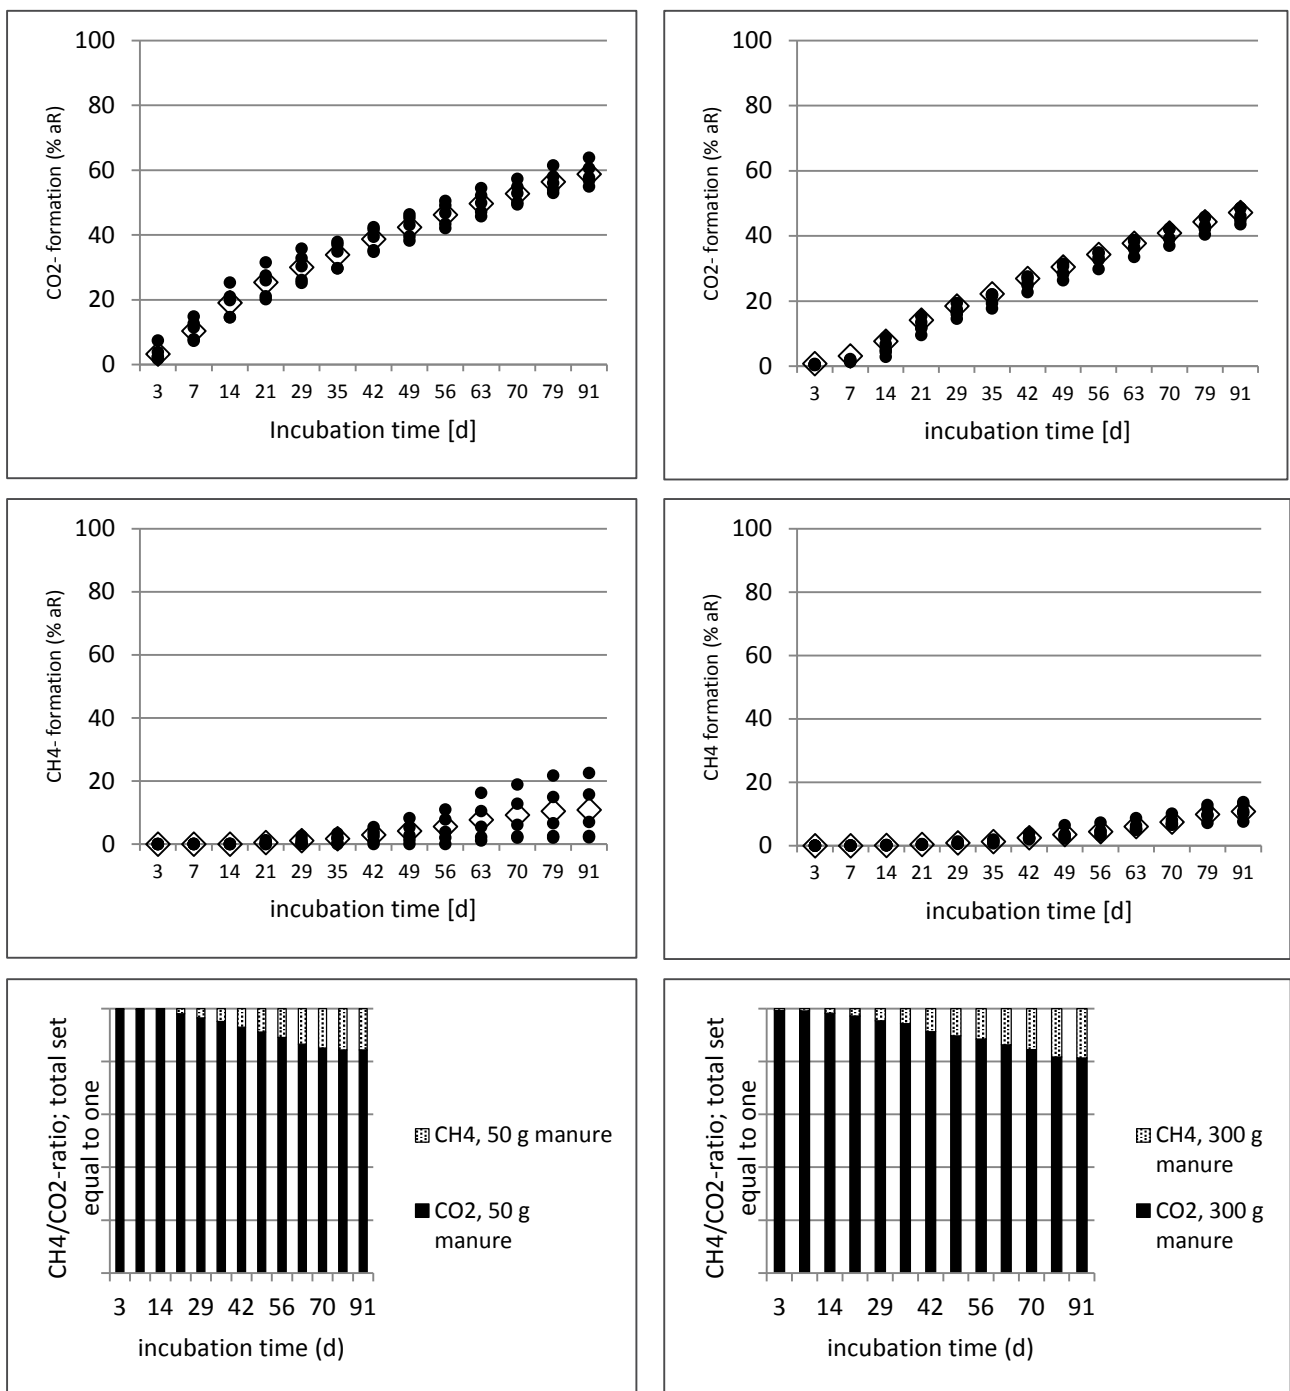 100
80
60
40
20
0
CO2- formation (% aR)
3 7 14 21 29 35 42 49 56 63 70 79 91
Incubation time [d]
100
80
60
40
20
0
CO2- formation (% aR)
3 7 14 21 29 35 42 49 56 63 70 79 91
incubation time [d]
100
80
60
40
20
0
CH4- formation (% aR)
3 7 14 21 29 35 42 49 56 63 70 79 91
incubation time [d]
100
80
60
40
20
0
CH4 formation (% aR)
3 7 14 21 29 35 42 49 56 63 70 79 91
incubation time [d]
CH4/CO2-ratio; total set
equal to one
CH4, 50 g manure
CO2, 50 g
manure
3 14 29 42 56 70 91
incubation time (d)
CH4/CO2-ratio; total set
equal to one
CH4, 300 g
manure
CO2, 300 g
manure
3 14 29 42 56 70 91
incubation time (d)